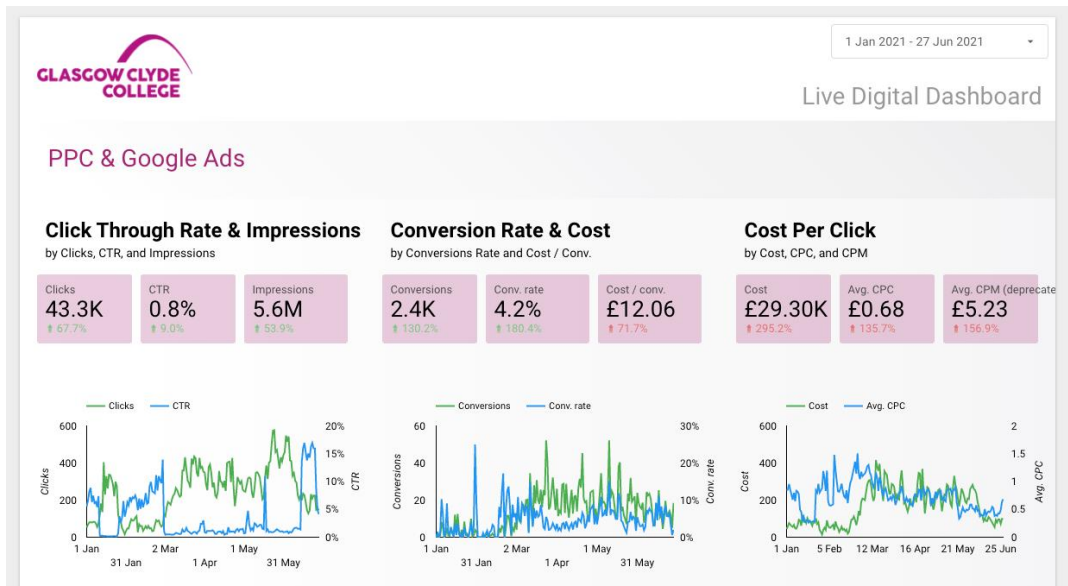 GLASGOW CLYDE
COLLEGE
1 Jan 2021 - 27 Jun 2021
Live Digital Dashboard
PPC & Google Ads
Click Through Rate & Impressions
by Clicks, CTR, and Impressions
Clicks
43.3K
67.7%
CTR
0.8%
9.0%
Impressions
5.6M
53.9%
Conversion Rate & Cost
by Conversions Rate and Cost / Conv.
Conversions
2.4K
130.2%
Conv. rate
4.2%
180.4%
Cost / conv.
£12.06
71.7%
Cost Per Click
by Cost, CPC, and CPM
Cost
£29.30K
295.2%
Avg. CPC
£0.68
135.7%
Avg. CPM (deprecate
£5.23
156.9%
Clicks CTR
600
400
200
0
Clicks
20%
15%
10%
5%
0%
CTR
1 Jan 2 Mar 1 May
31 Jan 1 Apr 31 May
Conversions Conv. rate
60
40
20
0
Conversions
30%
20%
10%
0%
Conv. rate
1 Jan 2 Mar 1 May
31 Jan 1 Apr 31 May
Cost Avg. CPC
600
400
200
0
Cost
2
1.5
1
0.5
0
Avg. CPC
1 Jan 5 Feb 12 Mar 16 Apr 21 May 25 Jun